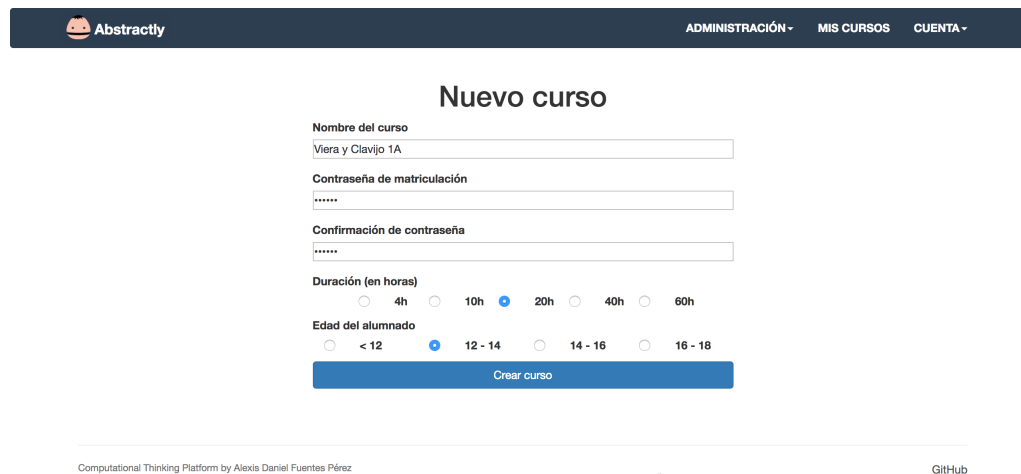 Abstractly
ADMINISTRACIÓN MIS CURSOS CUENTA
Nuevo curso
Nombre del curso
Viera y Clavijo 1A
Contraseña de matriculación
••••••
Confirmación de contraseña
••••••
Duración (en horas)
4h 10h 20h 40h 60h
Edad del alumnado
< 12 12 - 14 14 - 16 16 - 18
Crear curso
Computational Thinking Platform by Alexis Daniel Fuentes Pérez GitHub